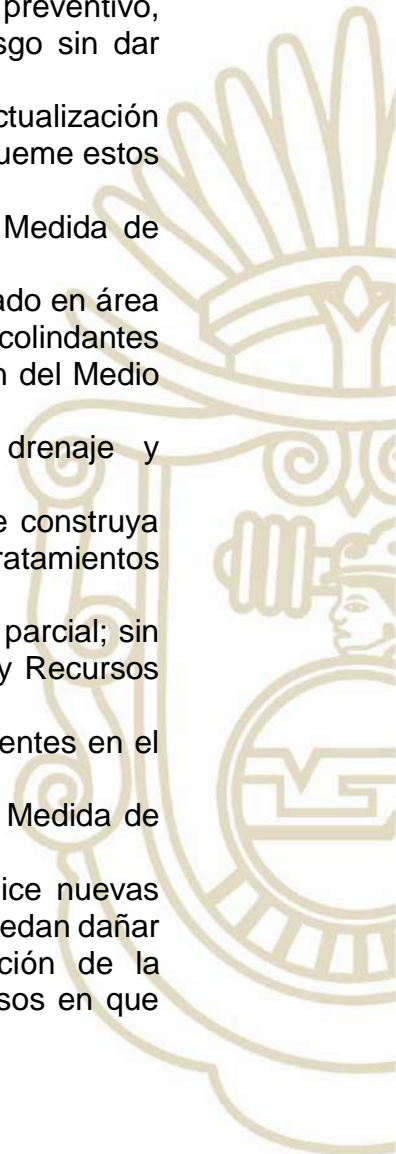 preventivo,
sgo sin dar
ctualización
ueme estos
Medida de
ado en área
colindantes
n del Medio
drenaje y
e construya
ratamientos
parcial; sin
y Recursos
entes en el
Medida de
ice nuevas
edan dañar
ción de la
sos en que